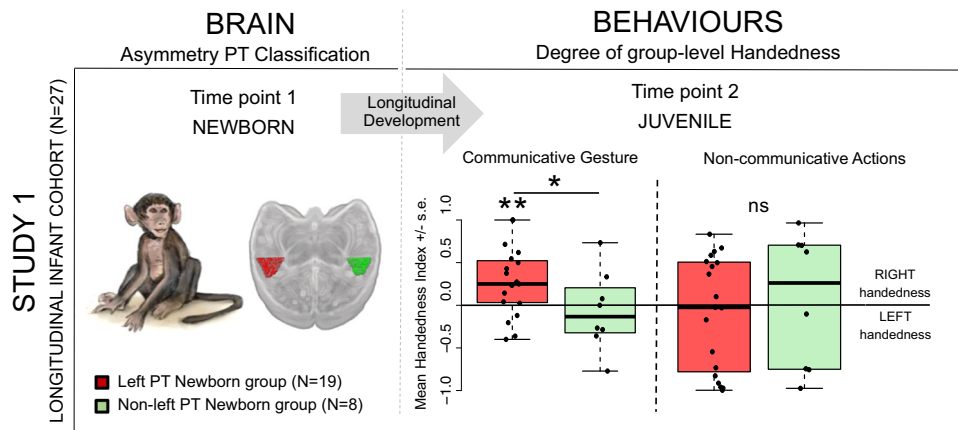 BRAIN
Asymmetry PT Classification
BEHAVIOURS
Degree of group-level Handedness
STUDY 1
LONGITUDINAL INFANT COHORT (N=27)
Time point 1
NEWBORN
Longitudinal
Development
Time point 2
JUVENILE
Left PT Newborn group (N=19)
Non-left PT Newborn group (N=8)
Communicative Gesture
Non-communicative Actions
*
**
ns
Mean Handedness Index +/- s.e.
1.0
0.5
0.0
−0.5
−1.0
RIGHT
handedness
LEFT
handedness